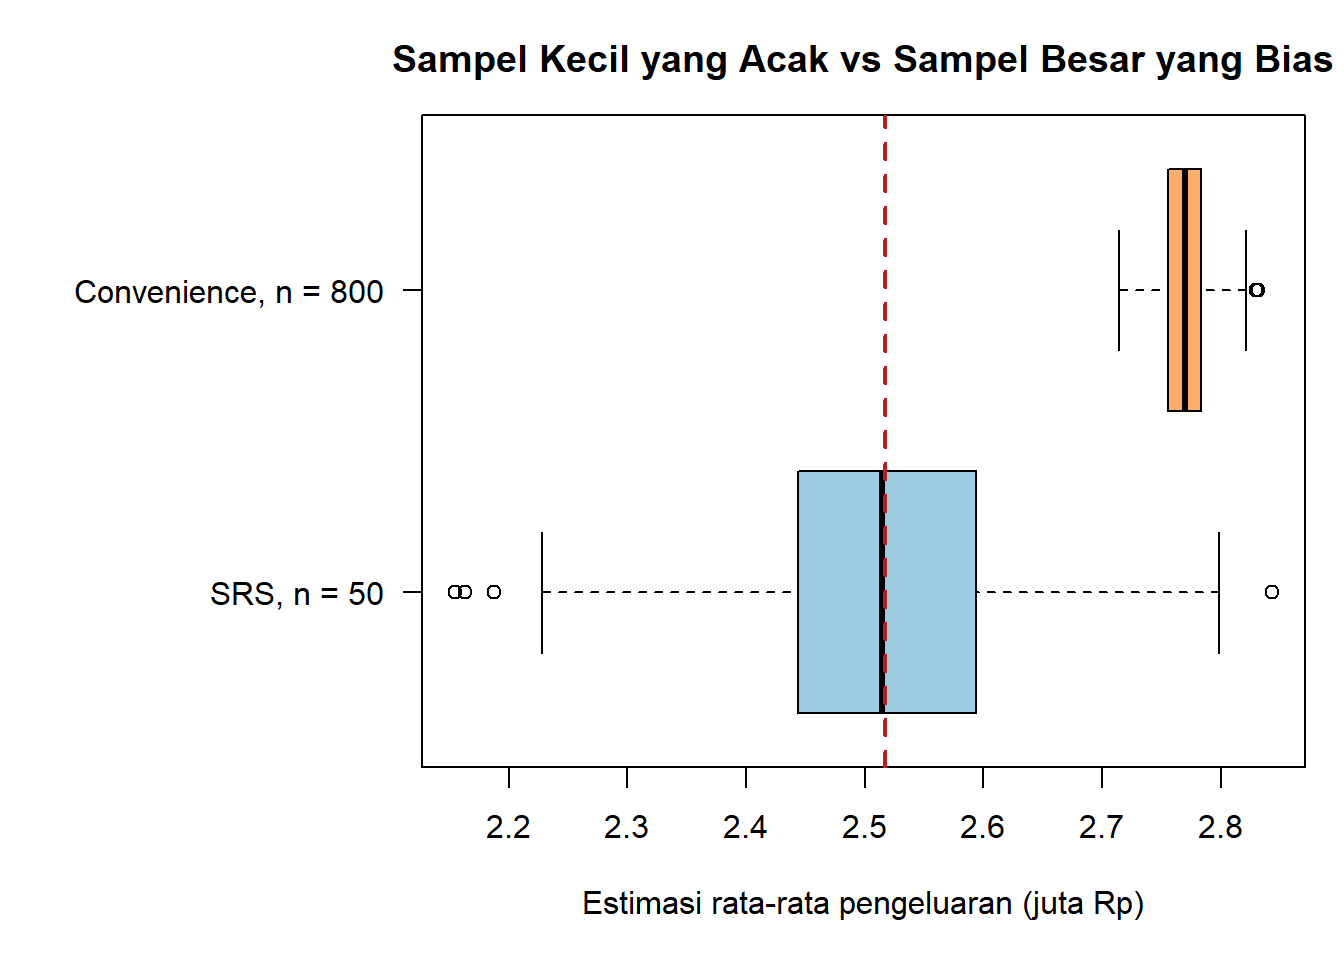 Sampel Kecil yang Acak vs Sampel Besar yang Bias
Convenience, n = 800
SRS, n = 50
2.2 2.3 2.4 2.5 2.6 2.7 2.8
Estimasi rata-rata pengeluaran (juta Rp)